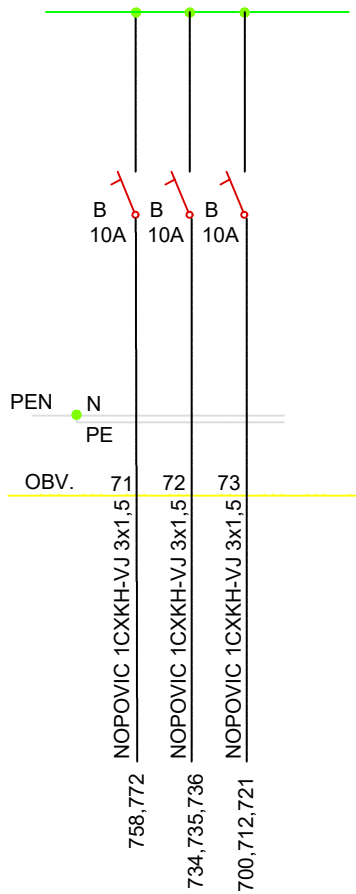 B
10A
B
10A
B
10A
PEN
N
PE
OBV.
71
72
73
NOPOVIC 1CXKH-VJ 3x1,5
NOPOVIC 1CXKH-VJ 3x1,5
NOPOVIC 1CXKH-VJ 3x1,5
758,772
734,735,736
700,712,721